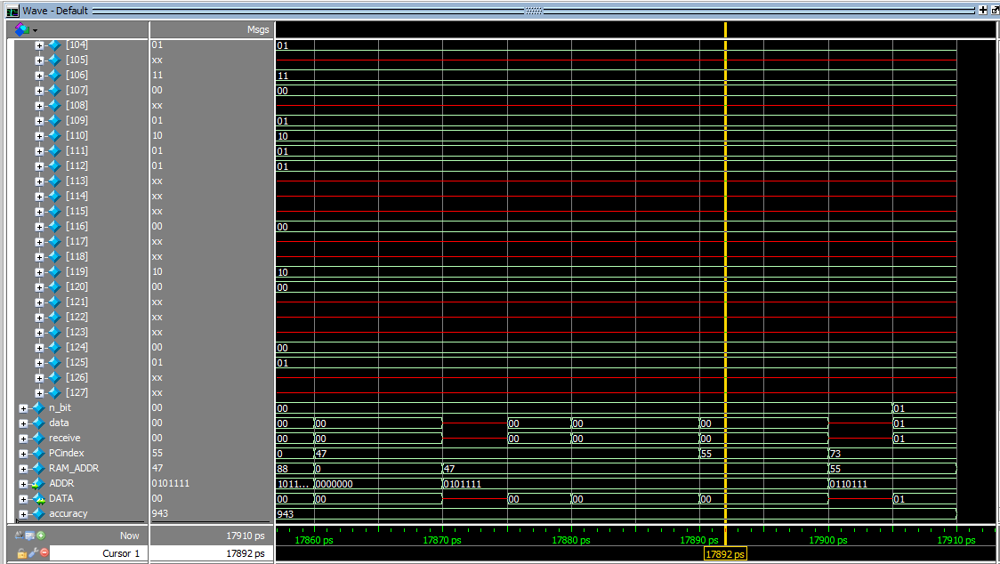 Wave - Default
Msgs
[104] 01 01
[105] xx
[106] 11 11
[107] 00 00
[108] xx
[109] 01 01
[110] 10 10
[111] 01 01
[112] 01 01
[113] xx
[114] xx
[115] xx
[116] 00 00
[117] xx
[118] xx
[119] 10 10
[120] 00 00
[121] xx
[122] xx
[123] xx
[124] 00 00
[125] 01 01
[126] xx
[127] xx
n_bit 00 00 01
data 00 00 00 00 00 00 01
receive 00 00 00 00 00 00 01
PCindex 55 0 47 55 73
RAM_ADDR 47 88 0 47 55
ADDR 0101111 1011... 0000000 0101111 0110111
DATA 00 00 00 00 00 00 01
accuracy 943 943
Now 17910 ps 17860 ps 17870 ps 17880 ps 17890 ps 17900 ps 17910 ps
Cursor 1 17892 ps 17892 ps